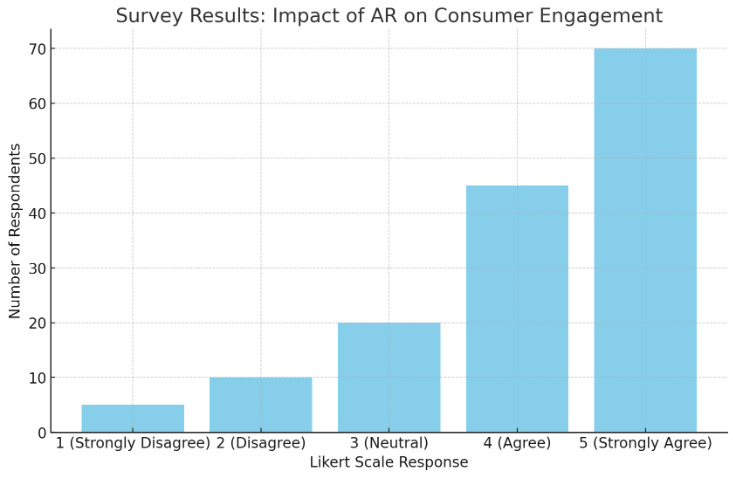 Survey Results: Impact of AR on Consumer Engagement
Number of Respondents
70
60
50
40
30
20
10
0
1 (Strongly Disagree) 2 (Disagree) 3 (Neutral) 4 (Agree) 5 (Strongly Agree)
Likert Scale Response